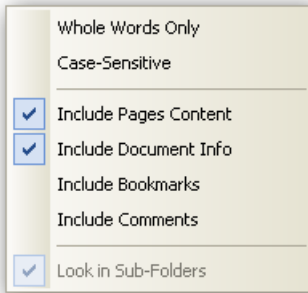 Whole Words Only
Case-Sensitive
Include Pages Content
Include Document Info
Include Bookmarks
Include Comments
Look in Sub-Folders